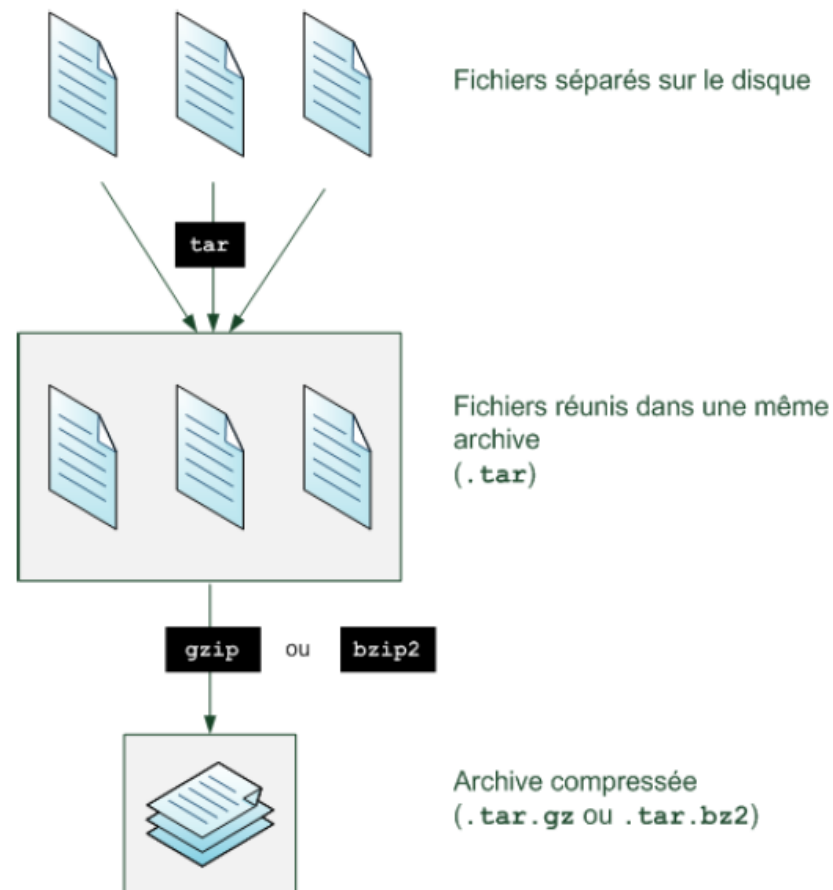 Fichiers séparés sur le disque
tar
Fichiers réunis dans une même
archive
(.tar)
gzip ou bzip2
Archive compressée
(.tar.gz ou .tar.bz2)